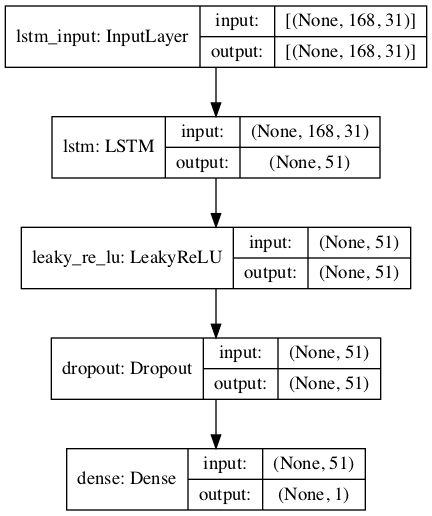 lstm_input: InputLayer
input: [(None, 168, 31)]
output: [(None, 168, 31)]
lstm: LSTM
input: (None, 168, 31)
output: (None, 51)
leaky_re_lu: LeakyReLU
input: (None, 51)
output: (None, 51)
dropout: Dropout
input: (None, 51)
output: (None, 51)
dense: Dense
input: (None, 51)
output: (None, 1)